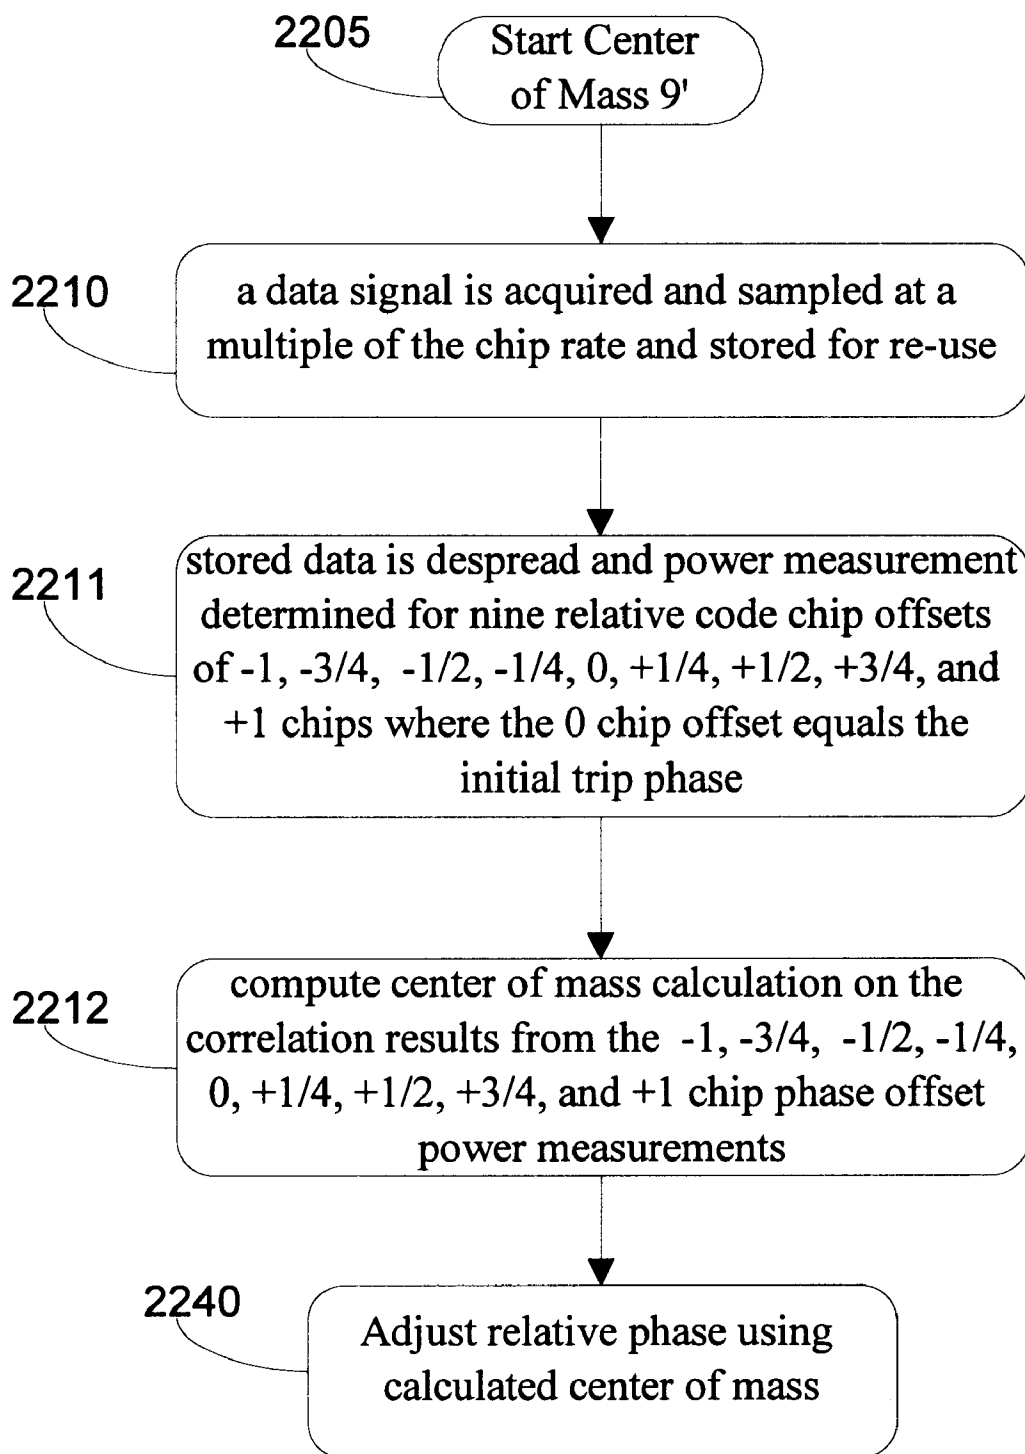 2205
Start Center
of Mass 9'
2210
a data signal is acquired and sampled at a
multiple of the chip rate and stored for re-use
2211
stored data is despread and power measurement
determined for nine relative code chip offsets
of -1, -3/4, -1/2, -1/4, 0, +1/4, +1/2, +3/4, and
+1 chips where the 0 chip offset equals the
initial trip phase
2212
compute center of mass calculation on the
correlation results from the -1, -3/4, -1/2, -1/4,
0, +1/4, +1/2, +3/4, and +1 chip phase offset
power measurements
2240
Adjust relative phase using
calculated center of mass